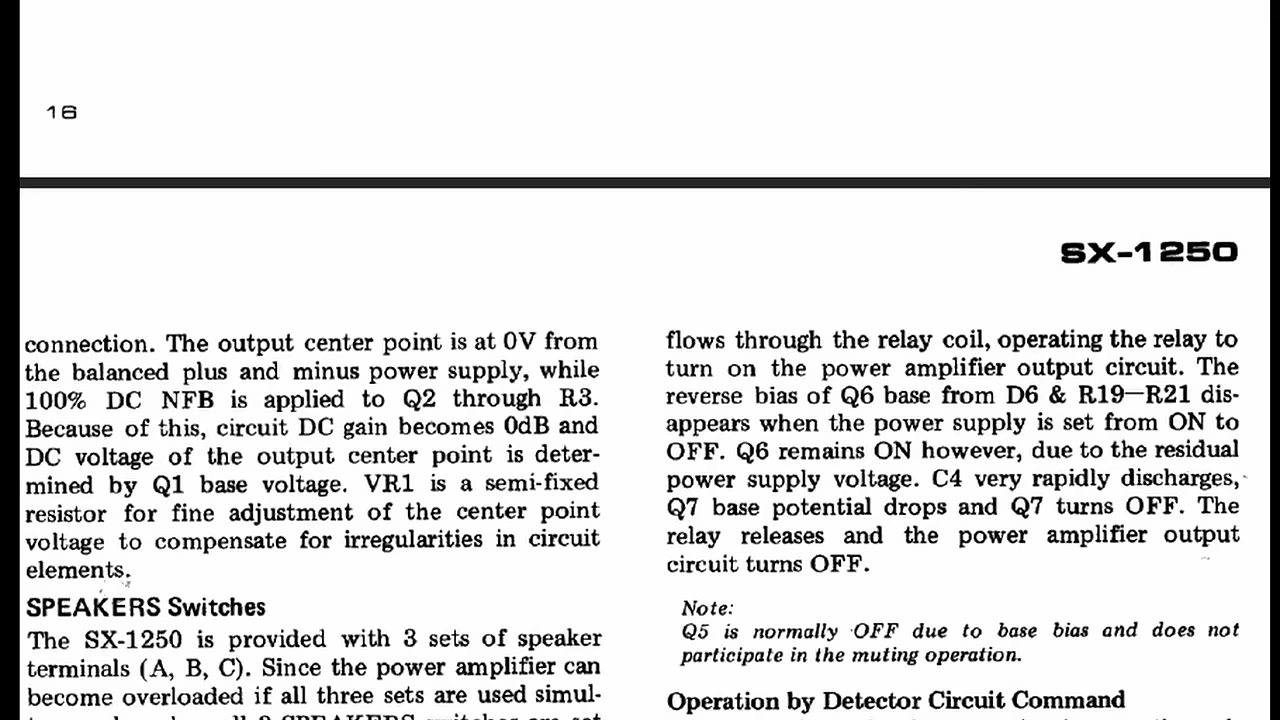 16
SX-1250
connection. The output center point is at 0V from
the balanced plus and minus power supply, while
100% DC NFB is applied to Q2 through R3.
Because of this, circuit DC gain becomes 0dB and
DC voltage of the output center point is deter-
mined by Q1 base voltage. VR1 is a semi-fixed
resistor for fine adjustment of the center point
voltage to compensate for irregularities in circuit
elements.
SPEAKERS Switches
The SX-1250 is provided with 3 sets of speaker
terminals (A, B, C). Since the power amplifier can
become overloaded if all three sets are used simul-
flows through the relay coil, operating the relay to
turn on the power amplifier output circuit. The
reverse bias of Q6 base from D6 & R19—R21 dis-
appears when the power supply is set from ON to
OFF. Q6 remains ON however, due to the residual
power supply voltage. C4 very rapidly discharges,
Q7 base potential drops and Q7 turns OFF. The
relay releases and the power amplifier output
circuit turns OFF.
Note:
Q5 is normally OFF due to base bias and does not
participate in the muting operation.
Operation by Detector Circuit Command